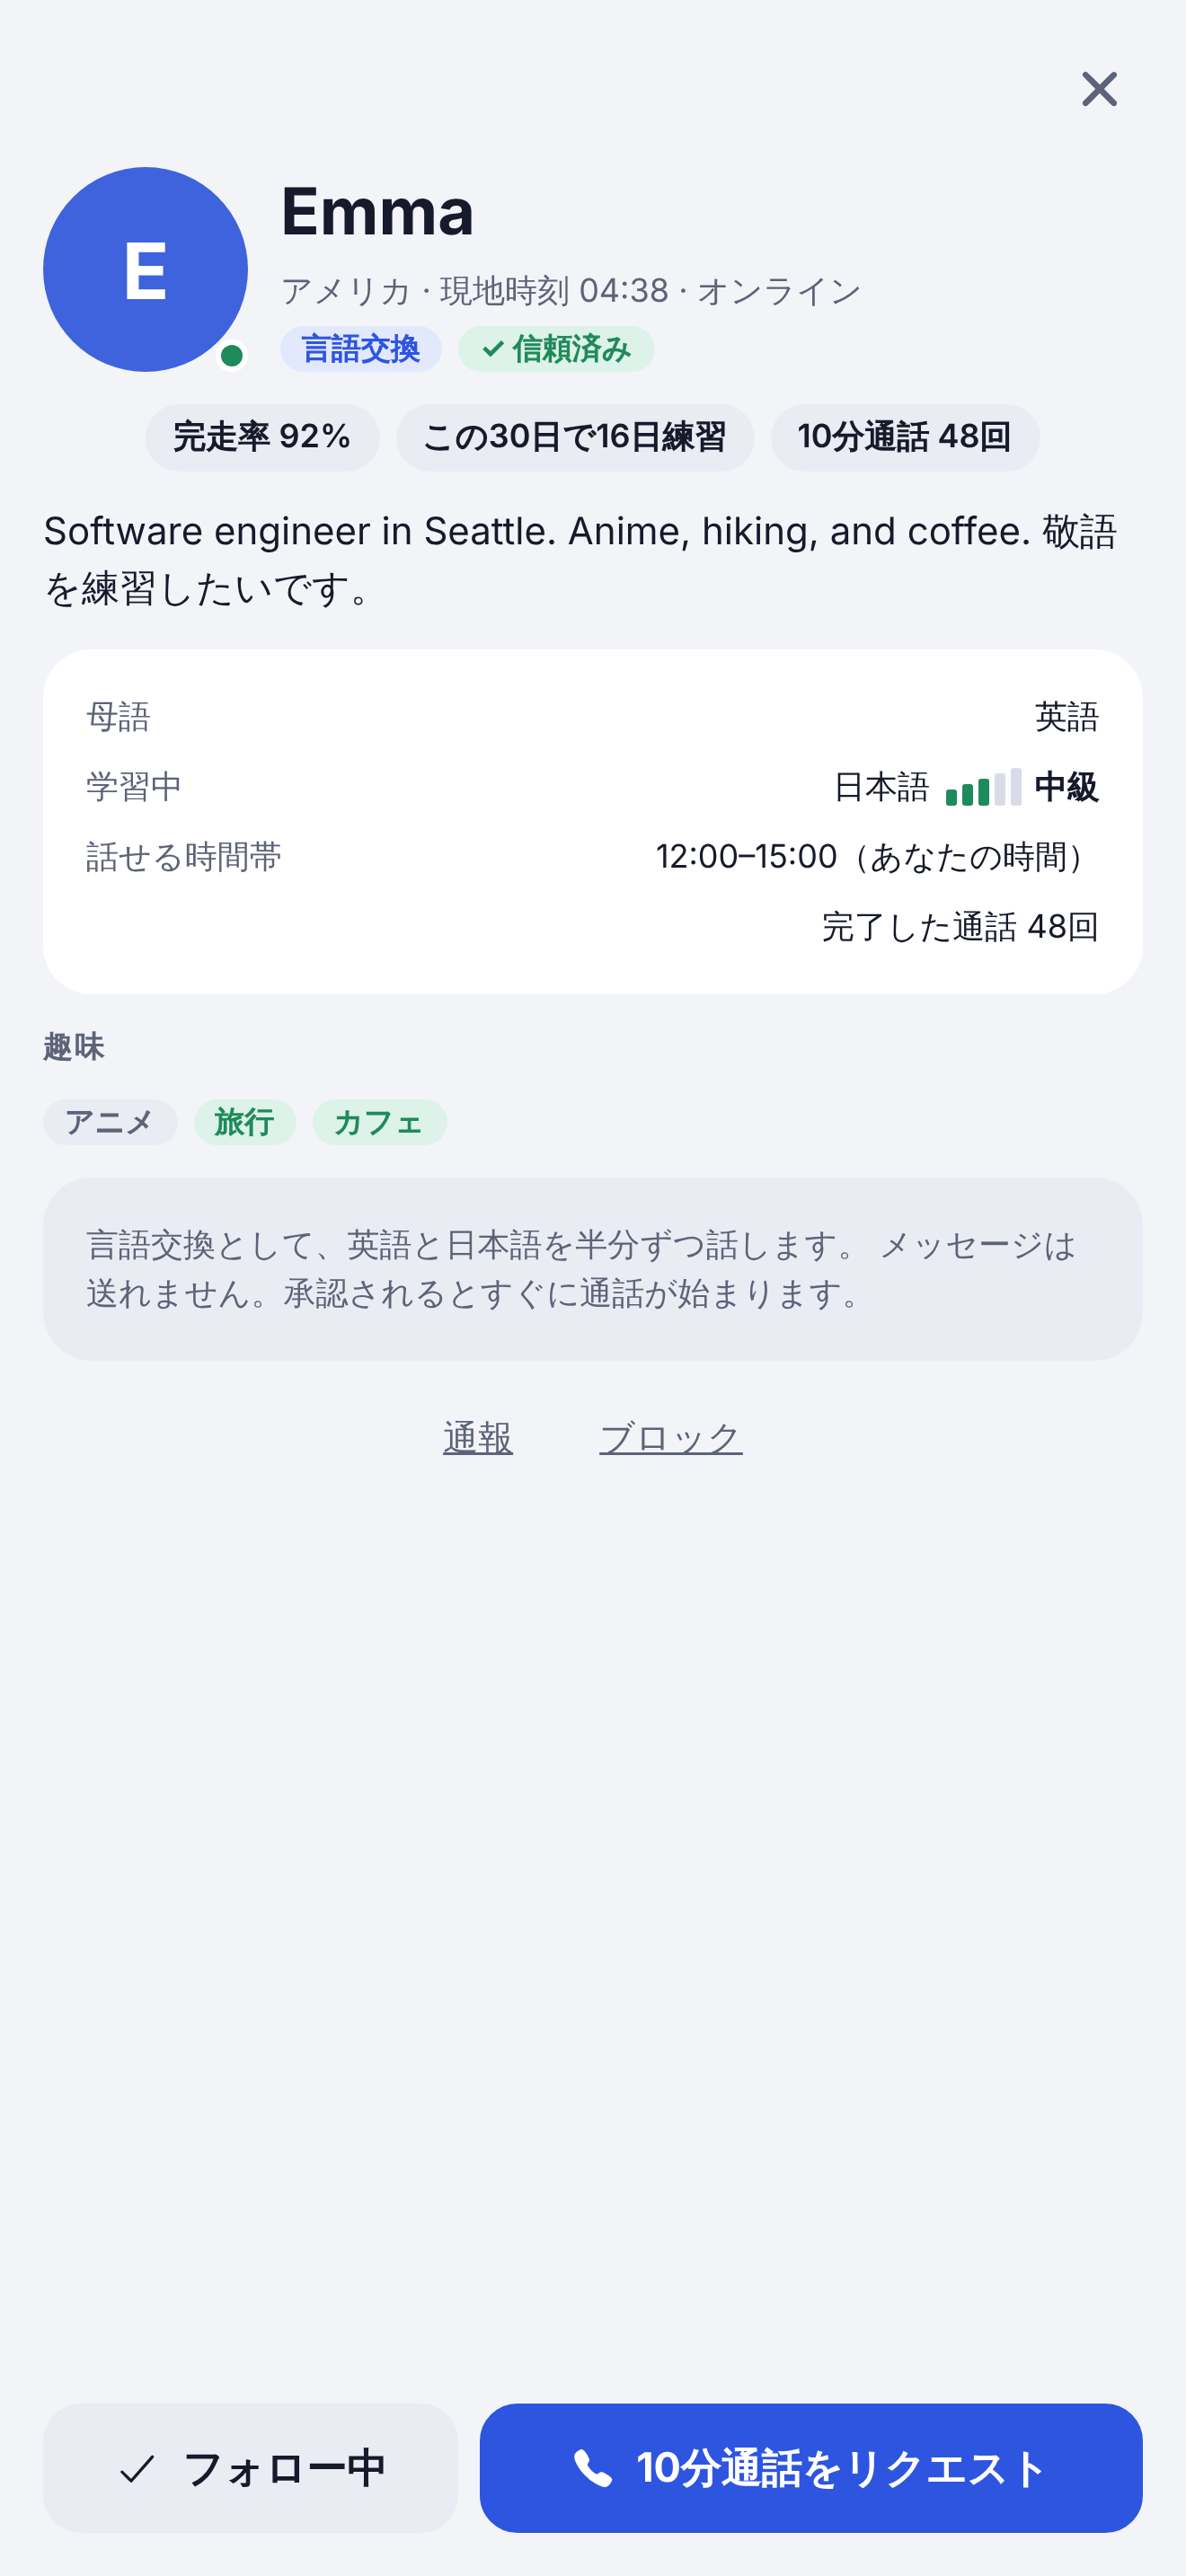 E
Emma
アメリカ · 現地時刻 04:38 · オンライン
言語交換 ✓ 信頼済み
完走率 92% この30日で16日練習 10分通話 48回
Software engineer in Seattle. Anime, hiking, and coffee. 敬語
を練習したいです。
母語 英語
学習中 日本語 中級
話せる時間帯 12:00–15:00（あなたの時間）
完了した通話 48回
趣味
アニメ 旅行 カフェ
言語交換として、英語と日本語を半分ずつ話します。 メッセージは
送れません。承認されるとすぐに通話が始まります。
通報 ブロック
✓ フォロー中 10分通話をリクエスト